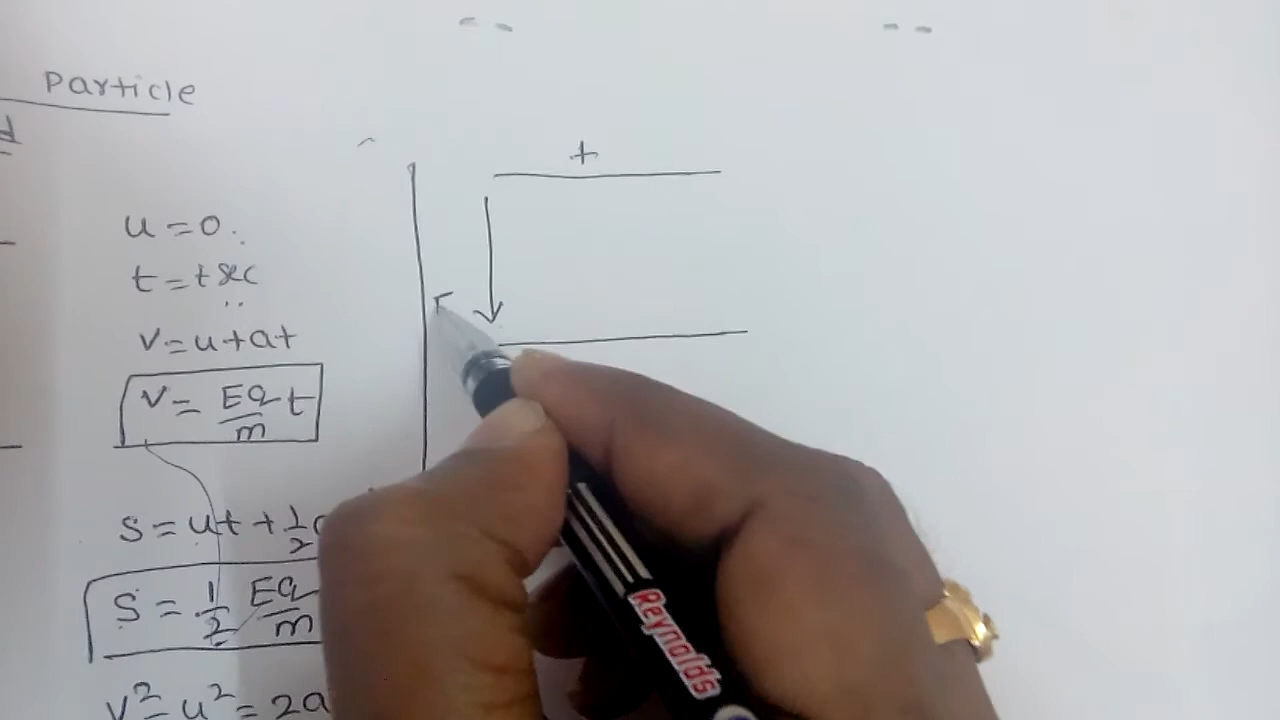 Particle
u = 0.
t = t sec
v = u + at
v = Eq/m t
S = ut + 1/2
S = 1/2 Eq/m
v² - u² = 2a
+
Reynolds